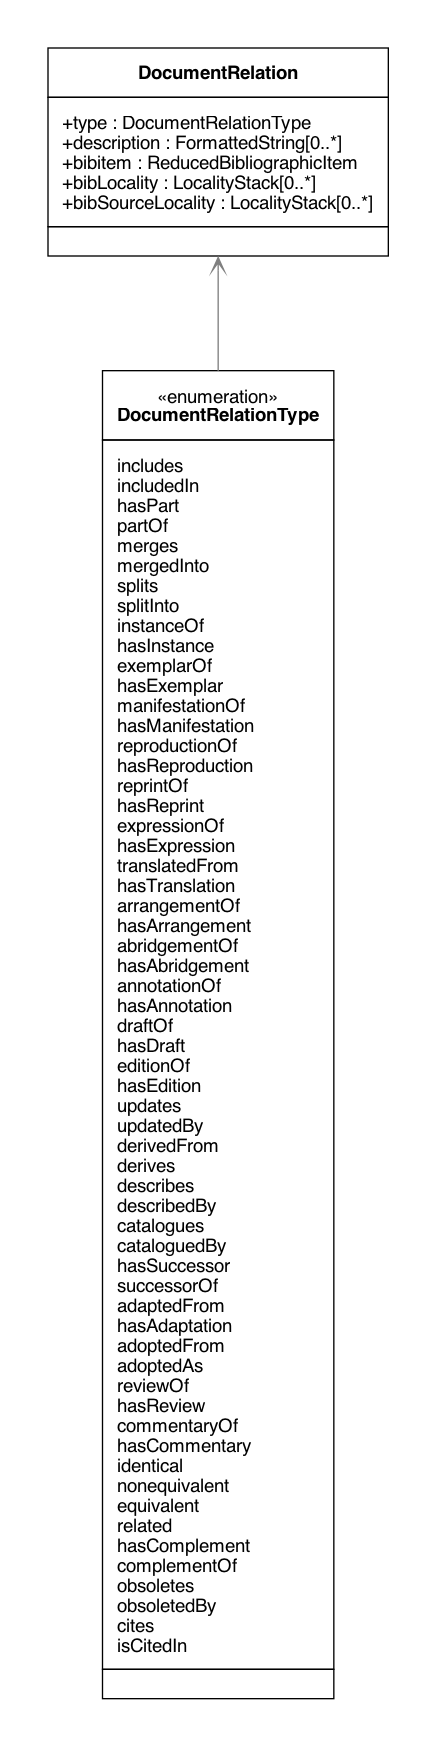 DocumentRelation
+type : DocumentRelationType
+description : FormattedString[0..*]
+bibitem : ReducedBibliographicItem
+bibLocality : LocalityStack[0..*]
+bibSourceLocality : LocalityStack[0..*]
«enumeration»
DocumentRelationType
includes
includedIn
hasPart
partOf
merges
mergedInto
splits
splitInto
instanceOf
hasInstance
exemplarOf
hasExemplar
manifestationOf
hasManifestation
reproductionOf
hasReproduction
reprintOf
hasReprint
expressionOf
hasExpression
translatedFrom
hasTranslation
arrangementOf
hasArrangement
abridgementOf
hasAbridgement
annotationOf
hasAnnotation
draftOf
hasDraft
editionOf
hasEdition
updates
updatedBy
derivedFrom
derives
describes
describedBy
catalogues
cataloguedBy
hasSuccessor
successorOf
adaptedFrom
hasAdaptation
adoptedFrom
adoptedAs
reviewOf
hasReview
commentaryOf
hasCommentary
identical
nonequivalent
equivalent
related
hasComplement
complementOf
obsoletes
obsoletedBy
cites
isCitedIn